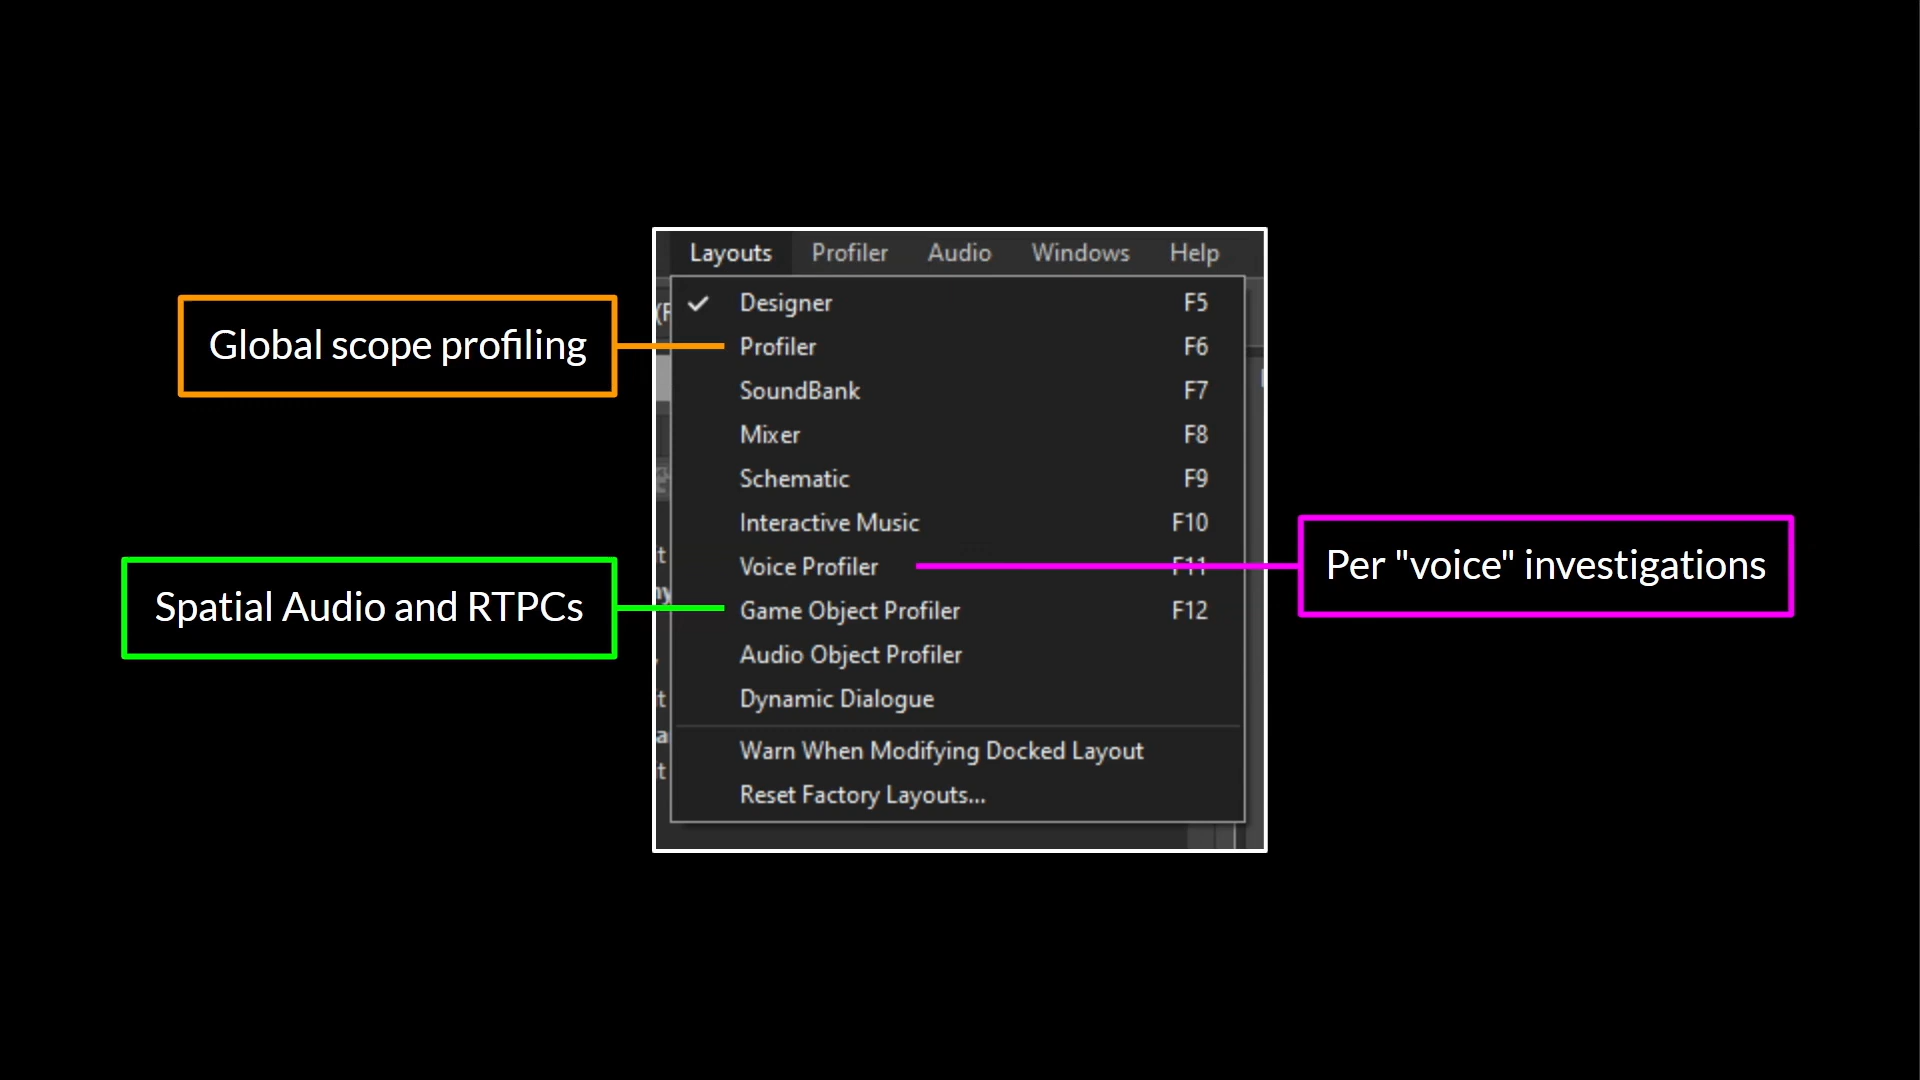 Layouts Profiler Audio Windows Help
Designer F5
Global scope profiling
Profiler F6
SoundBank F7
Mixer F8
Schematic F9
Interactive Music F10
Voice Profiler F11
Per "voice" investigations
Spatial Audio and RTPCs
Game Object Profiler F12
Audio Object Profiler
Dynamic Dialogue
Warn When Modifying Docked Layout
Reset Factory Layouts...